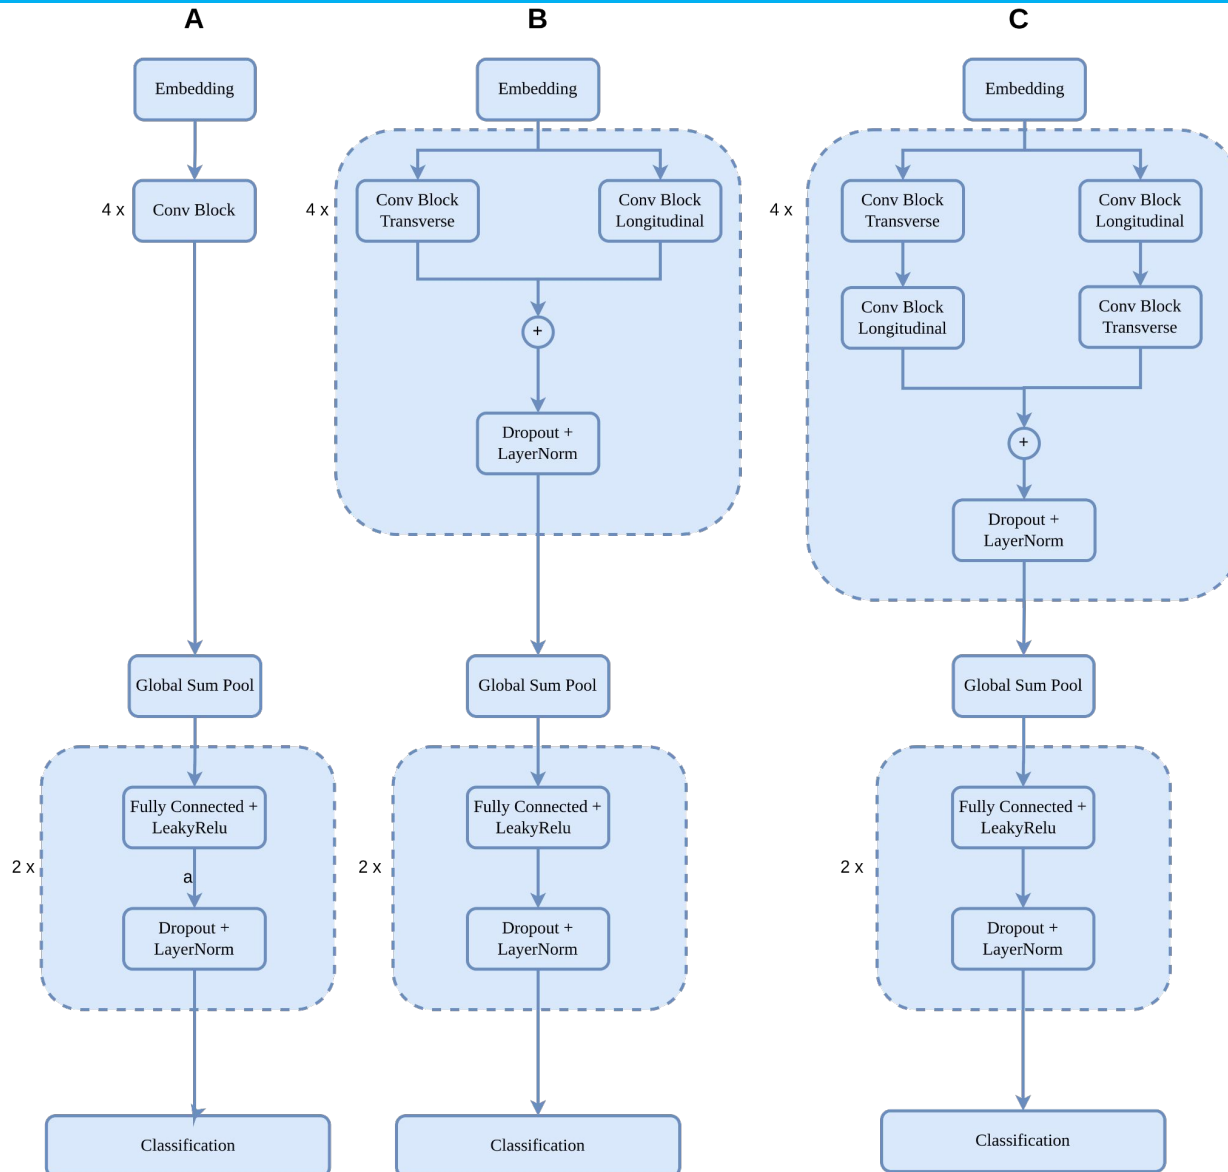 A
Embedding
4 x
Conv Block
Global Sum Pool
2 x
Fully Connected +
LeakyRelu
a
Dropout +
LayerNorm
Classification
B
Embedding
4 x
Conv Block
Transverse
Conv Block
Longitudinal
+
Dropout +
LayerNorm
Global Sum Pool
2 x
Fully Connected +
LeakyRelu
Dropout +
LayerNorm
Classification
C
Embedding
4 x
Conv Block
Transverse
Conv Block
Longitudinal
Conv Block
Longitudinal
Conv Block
Transverse
+
Dropout +
LayerNorm
Global Sum Pool
2 x
Fully Connected +
LeakyRelu
Dropout +
LayerNorm
Classification